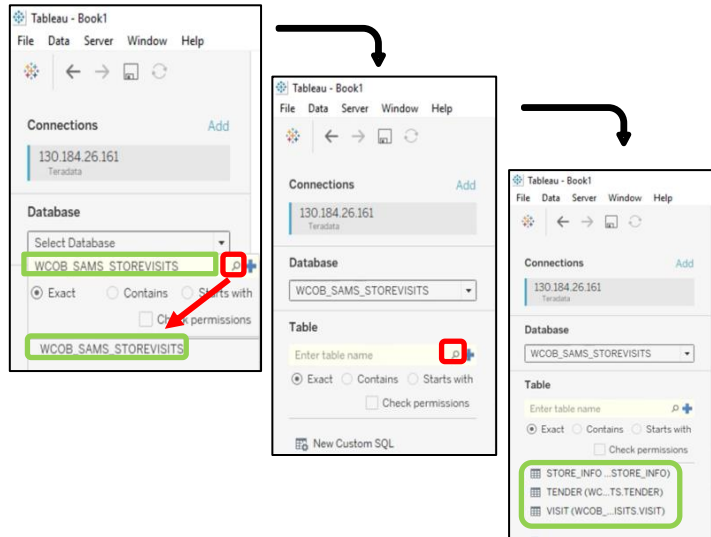 Tableau - Book1
File Data Server Window Help
Connections Add
130.184.26.161
Teradata
Database
Select Database
WCOB_SAMS_STOREVISITS
Exact Contains Starts with
Check permissions
WCOB_SAMS_STOREVISITS
Tableau - Book1
File Data Server Window Help
Connections Add
130.184.26.161
Teradata
Database
WCOB_SAMS_STOREVISITS
Table
Enter table name
Exact Contains Starts with
Check permissions
New Custom SQL
Tableau - Book1
File Data Server Window Help
Connections Add
130.184.26.161
Teradata
Database
WCOB_SAMS_STOREVISITS
Table
Enter table name
Exact Contains Starts with
Check permissions
STORE_INFO ...STORE_INFO)
TENDER (WC...TS.TENDER)
VISIT (WCOB_...ISITS.VISIT)